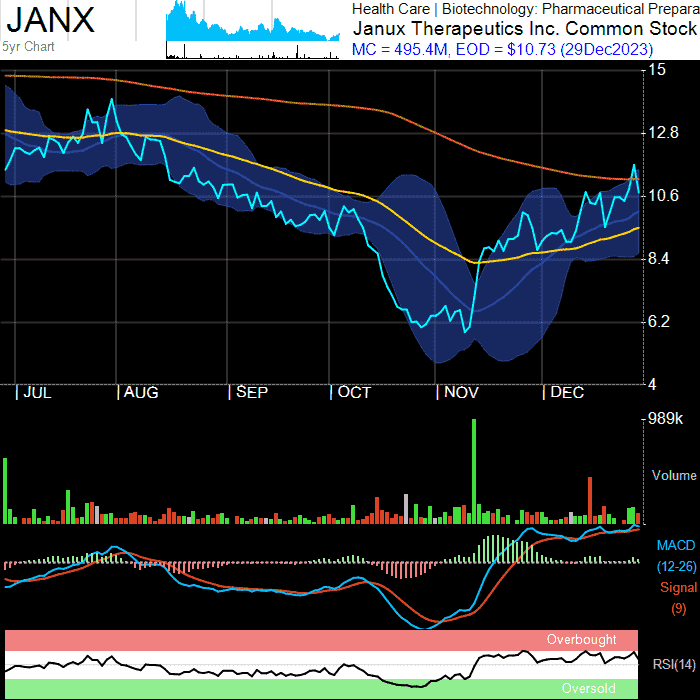 JANX
5yr Chart
Health Care | Biotechnology: Pharmaceutical Prepara
Janux Therapeutics Inc. Common Stock
MC = 495.4M, EOD = $10.73 (29Dec2023)
15
12.8
10.6
8.4
6.2
4
| JUL | AUG | SEP | OCT | NOV | DEC
989k
Volume
MACD
(12-26)
Signal
(9)
Overbought
RSI(14)
Oversold